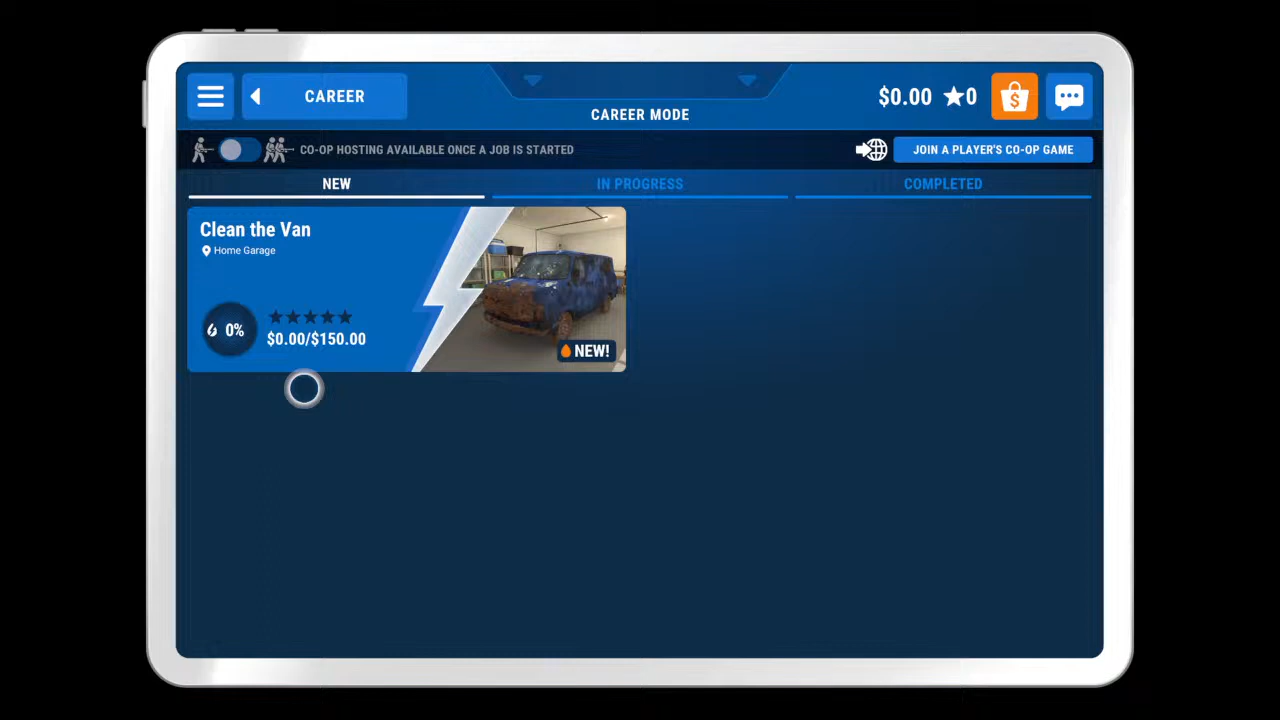 CAREER
$0.00 ★0
CAREER MODE
CO-OP HOSTING AVAILABLE ONCE A JOB IS STARTED
JOIN A PLAYER'S CO-OP GAME
NEW
IN PROGRESS
COMPLETED
Clean the Van
Home Garage
0%
$0.00/$150.00
NEW!